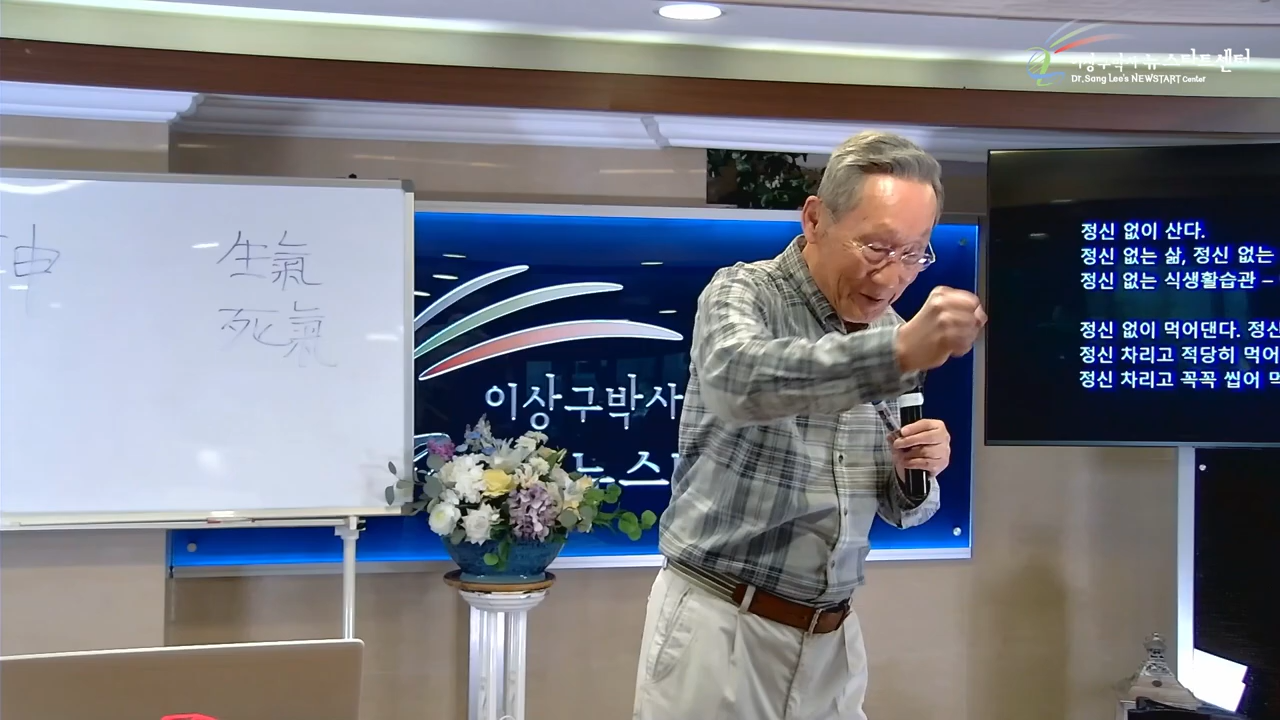 이상구박사 뉴스타트센터
Dr. Sang Lee's NEWSTART Center
生氣
死氣
이상구박사
뉴스
정신 없이 산다.
정신 없는 삶, 정신 없는
정신 없는 식생활습관 –
정신 없이 먹어댄다. 정신
정신 차리고 적당히 먹어
정신 차리고 꼭꼭 씹어 먹